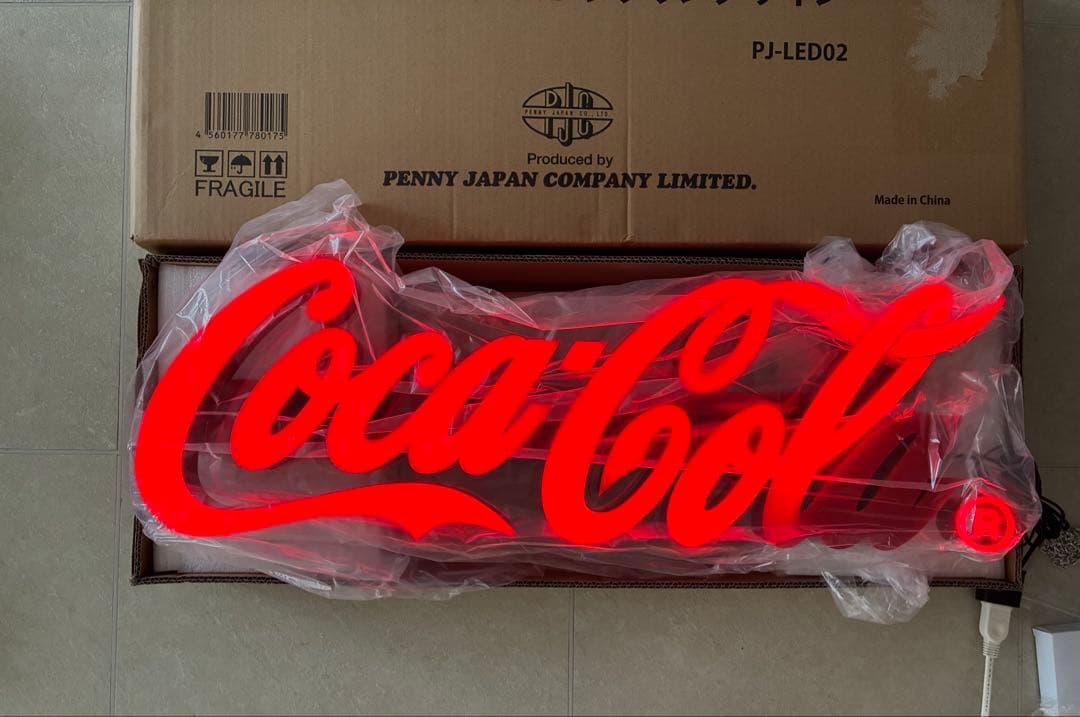 PJ-LED02
4 560177 780175
PJC
PENNY JAPAN CO., LTD.
FRAGILE
Produced by
PENNY JAPAN COMPANY LIMITED.
Made in China
Coca-Col
®